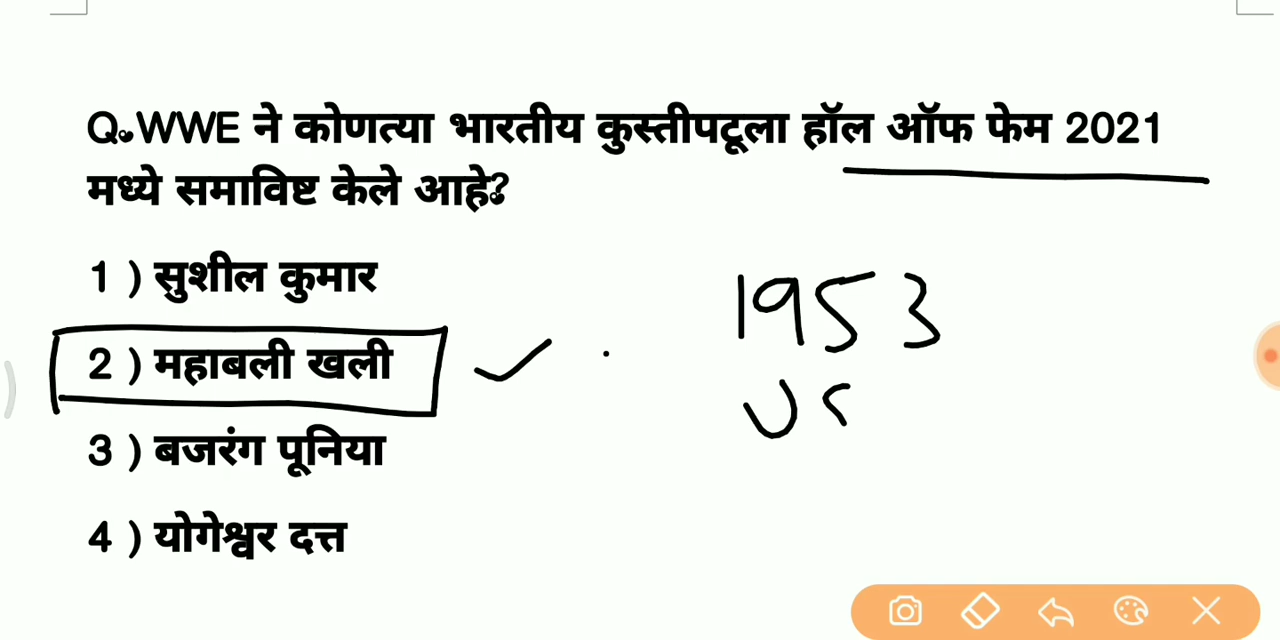 Q.WWE ने कोणत्या भारतीय कुस्तीपटूला हॉल ऑफ फेम 2021
मध्ये समाविष्ट केले आहे?
1 ) सुशील कुमार
2 ) महाबली खली
3 ) बजरंग पूनिया
4 ) योगेश्वर दत्त
1953